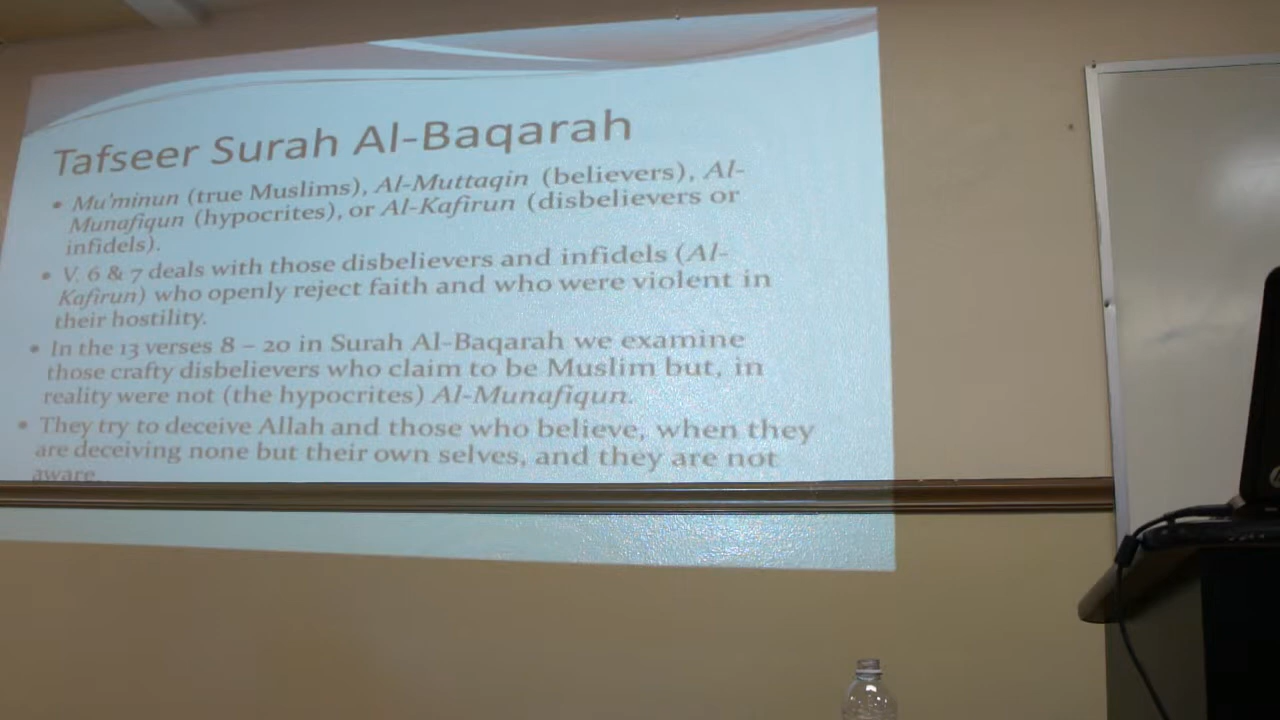 Tafseer Surah Al-Baqarah
• Mu'minun (true Muslims), Al-Muttaqin (believers), Al-
Munafiqun (hypocrites), or Al-Kafirun (disbelievers or
infidels).
• V. 6 & 7 deals with those disbelievers and infidels (Al-
Kafirun) who openly reject faith and who were violent in
their hostility.
• In the 13 verses 8 – 20 in Surah Al-Baqarah we examine
those crafty disbelievers who claim to be Muslim but, in
reality were not (the hypocrites) Al-Munafiqun.
• They try to deceive Allah and those who believe, when they
are deceiving none but their own selves, and they are not
aware.